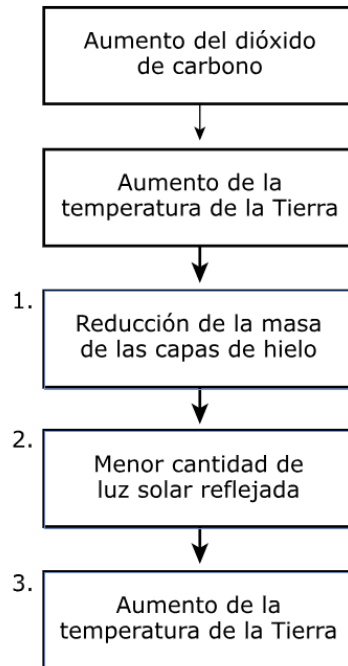 Aumento del dióxido
de carbono
Aumento de la
temperatura de la Tierra
1.
Reducción de la masa
de las capas de hielo
2.
Menor cantidad de
luz solar reflejada
3.
Aumento de la
temperatura de la Tierra